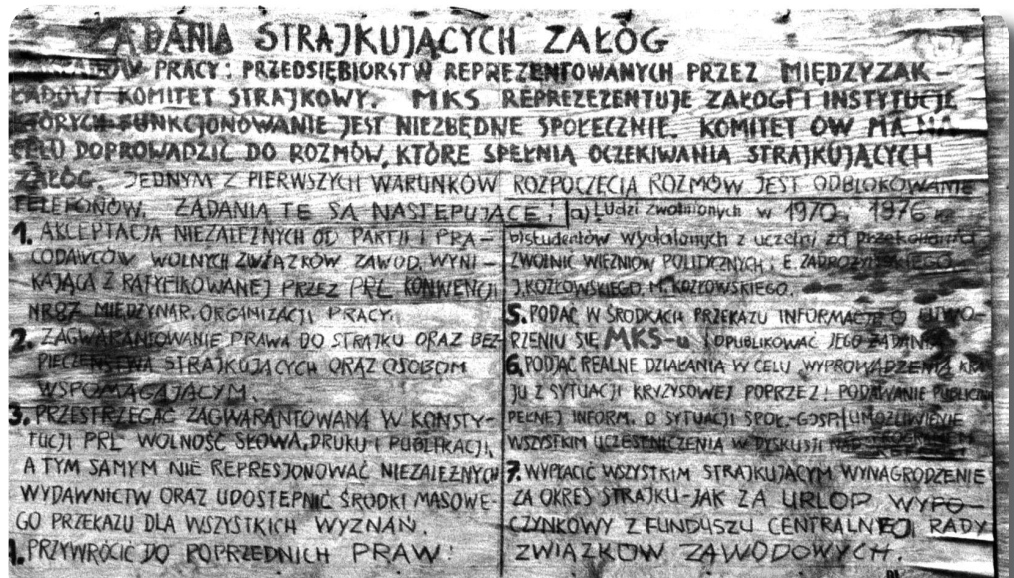 ŻĄDANIA STRAJKUJĄCYCH ZAŁÓG
PRACY: PRZEDSIĘBIORSTW REPREZENTOWANYCH PRZEZ MIĘDZYZAK-
ŁADOWY KOMITET STRAJKOWY. MKS REPREZEZENTUJE ZAŁOGI I INSTYTUCJE
KTÓRYCH FUNKCJONOWANIE JEST NIEZBĘDNE SPOŁECZNIE. KOMITET ÓW MA NA
CELU DOPROWADZIĆ DO ROZMÓW, KTÓRE SPEŁNIĄ OCZEKIWANIA STRAJKUJĄCYCH
ZAŁÓG. JEDNYM Z PIERWSZYCH WARUNKÓW ROZPOCZĘCIA ROZMÓW JEST ODBLOKOWANIE
TELEFONÓW. ŻĄDANIA TE SĄ NASTĘPUJĄCE:
1. AKCEPTACJA NIEZALEŻNYCH OD PARTII I PRA-
CODAWCÓW WOLNYCH ZWIĄZKÓW ZAWOD. WYNI-
KAJĄCA Z RATYFIKOWANEJ PRZEZ PRL KONWENCJI
NR87 MIĘDZYNAR. ORGANIZACJI PRACY.
2. ZAGWARANTOWANIE PRAWA DO STRAJKU ORAZ BEZ-
PIECZEŃSTWA STRAJKUJĄCYCH ORAZ OSOBOM
WSPOMAGAJĄCYM.
3. PRZESTRZEGAĆ ZAGWARANTOWANĄ W KONSTY-
TUCJI PRL WOLNOŚĆ SŁOWA, DRUKU I PUBLIKACJI,
A TYM SAMYM NIE REPRESJONOWAĆ NIEZALEŻNYCH
WYDAWNICTW ORAZ UDOSTĘPNIĆ ŚRODKI MASOWE-
GO PRZEKAZU DLA WSZYSTKICH WYZNAŃ.
PRZYWRÓCIĆ DO POPRZEDNICH PRAW:
a) Ludzi zwolnionych w 1970 i 1976
b) studentów wydalonych z uczelni za przekonania
ZWOLNIĆ WIĘŹNIÓW POLITYCZNYCH: E. ZADROŻYŃSKIEGO
J. KOZŁOWSKIEGO, M. KOZŁOWSKIEGO.
5. PODAĆ W ŚRODKACH PRZEKAZU INFORMACJĘ O UTWO-
RZENIU SIĘ MKS-u I OPUBLIKOWAĆ JEGO ŻĄDANIA
6. PODJĄĆ REALNE DZIAŁANIA W CELU WYPROWADZENIA KRA-
JU Z SYTUACJI KRYZYSOWEJ POPRZEZ: PODAWANIE PUBLICZN
PEŁNEJ INFORM. O SYTUACJI SPOŁ.-GOSP. UMOŻLIWIENIE
WSZYSTKIM UCZESTNICZENIA W DYSKUSJI NAD
7. WYPŁACIĆ WSZYSTKIM STRAJKUJĄCYM WYNAGRODZENIE
ZA OKRES STRAJKU-JAK ZA URLOP WYPO-
CZYNKOWY Z FUNDUSZU CENTRALNEJ RADY
ZWIĄZKÓW ZAWODOWYCH.